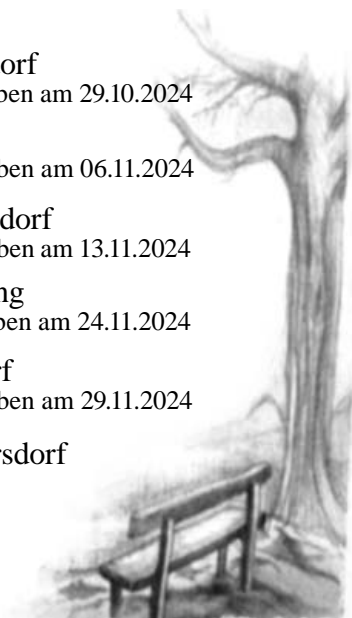 orf
ben am 29.10.2024
ben am 06.11.2024
dorf
ben am 13.11.2024
ng
ben am 24.11.2024
rf
ben am 29.11.2024
rsdorf